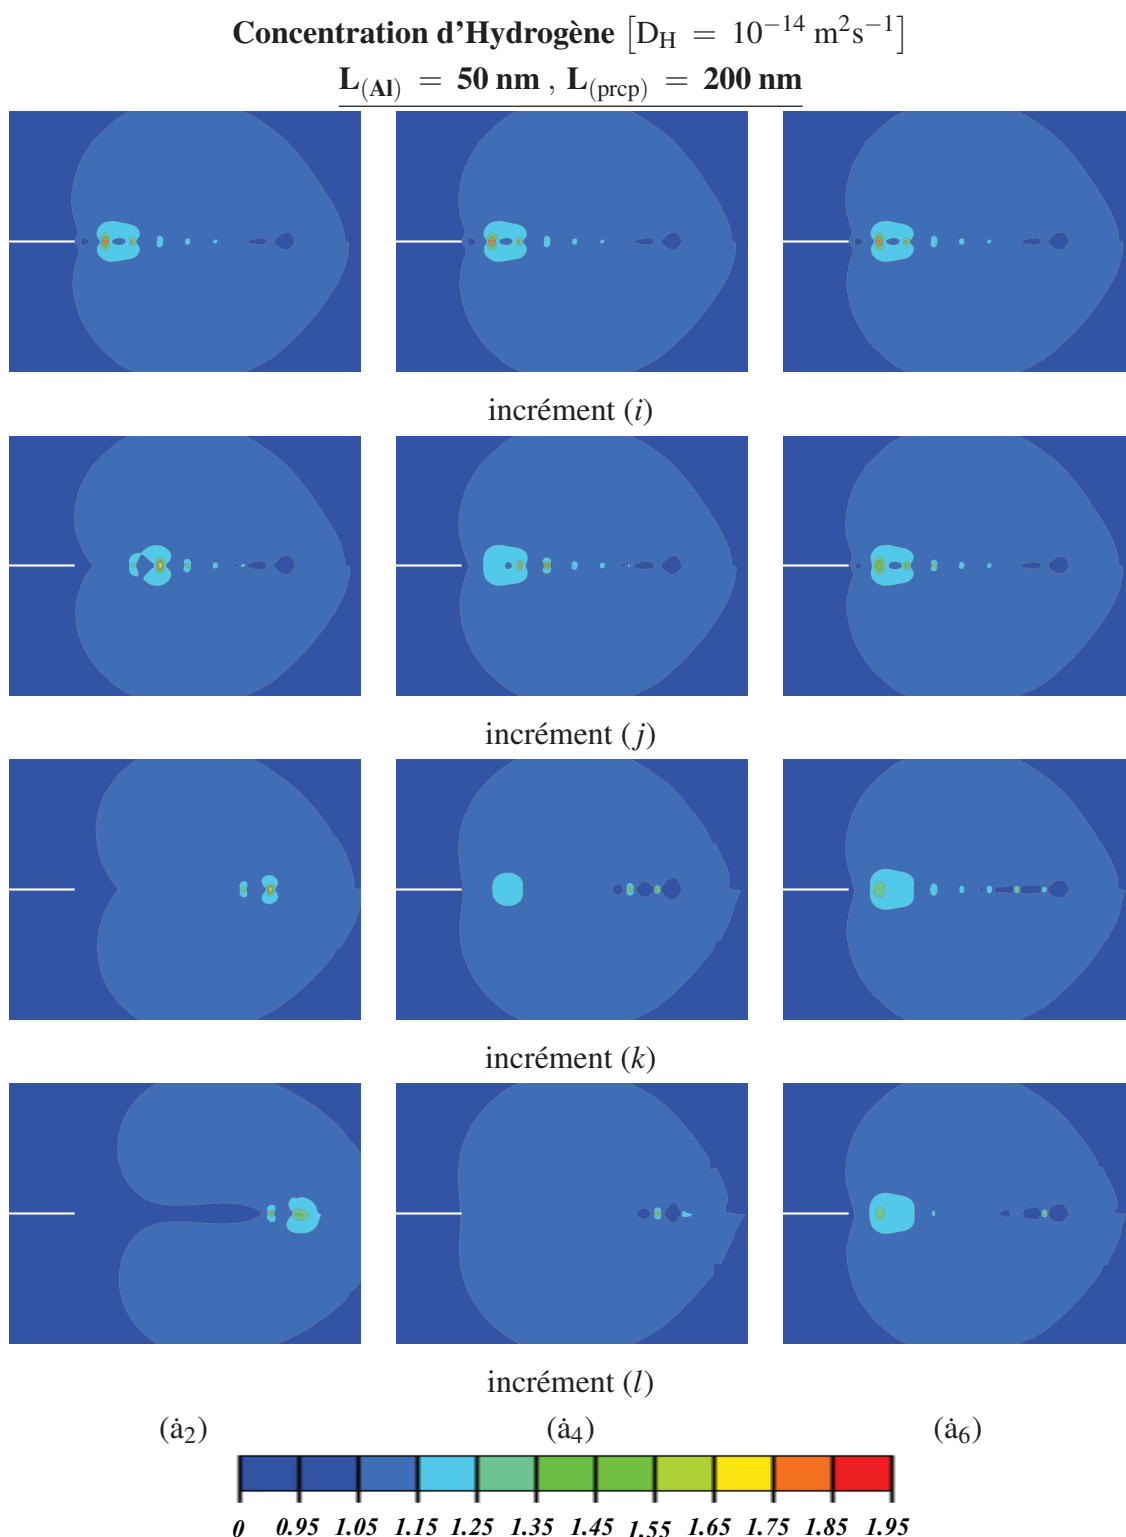 Concentration d'Hydrogène [D_H = 10^−14 m²s^−1]
L_(Al) = 50 nm , L_(prcp) = 200 nm
incrément (i)
incrément (j)
incrément (k)
incrément (l)
(ȧ₂) (ȧ₄) (ȧ₆)
0 0.95 1.05 1.15 1.25 1.35 1.45 1.55 1.65 1.75 1.85 1.95